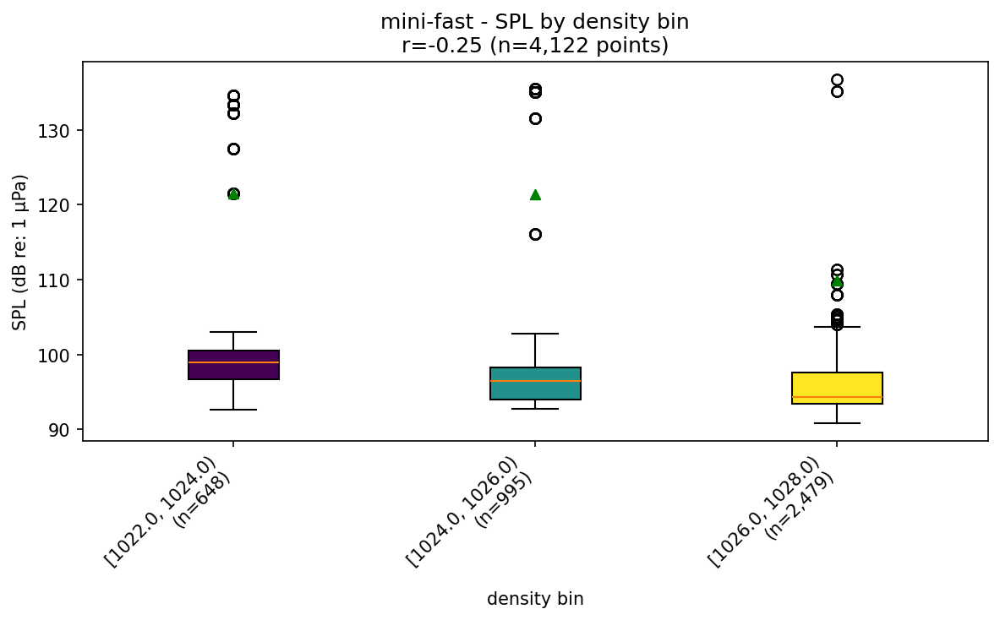 mini-fast - SPL by density bin
r=-0.25 (n=4,122 points)
SPL (dB re: 1 μPa)
130
120
110
100
90
[1022.0, 1024.0)
(n=648)
[1024.0, 1026.0)
(n=995)
[1026.0, 1028.0)
(n=2,479)
density bin